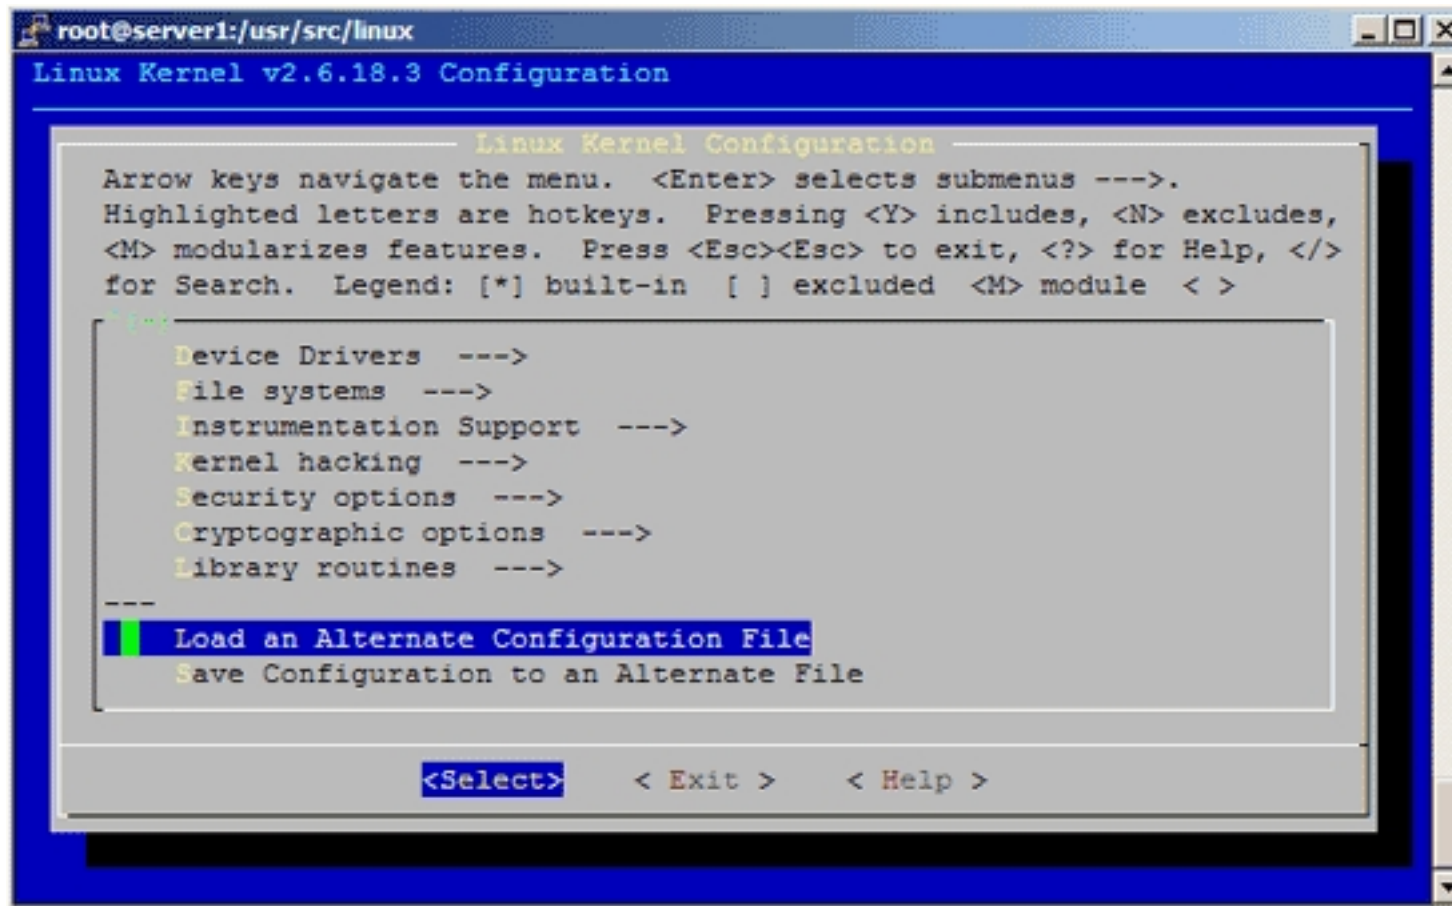 root@server1:/usr/src/linux
Linux Kernel v2.6.18.3 Configuration
Linux Kernel Configuration
Arrow keys navigate the menu.  <Enter> selects submenus --->.
Highlighted letters are hotkeys.  Pressing <Y> includes, <N> excludes,
<M> modularizes features.  Press <Esc><Esc> to exit, <?> for Help, </>
for Search.  Legend: [*] built-in  [ ] excluded  <M> module  < >
^(-)
Device Drivers  --->
File systems  --->
Instrumentation Support  --->
Kernel hacking  --->
Security options  --->
Cryptographic options  --->
Library routines  --->
---
Load an Alternate Configuration File
Save Configuration to an Alternate File
<Select>    < Exit >    < Help >